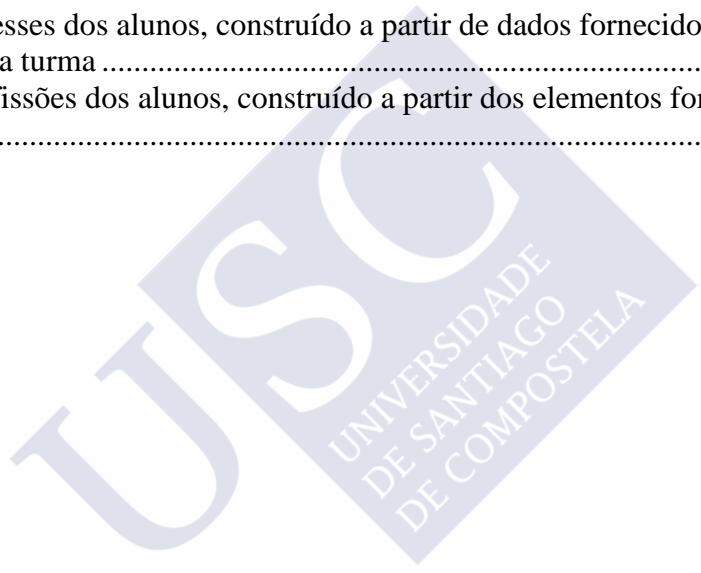 esses dos alunos, construído a partir de dados fornecido
a turma ....................................................................................
issões dos alunos, construído a partir dos elementos for
....................................................................................................
USC
UNIVERSIDADE
DE SANTIAGO
DE COMPOSTELA